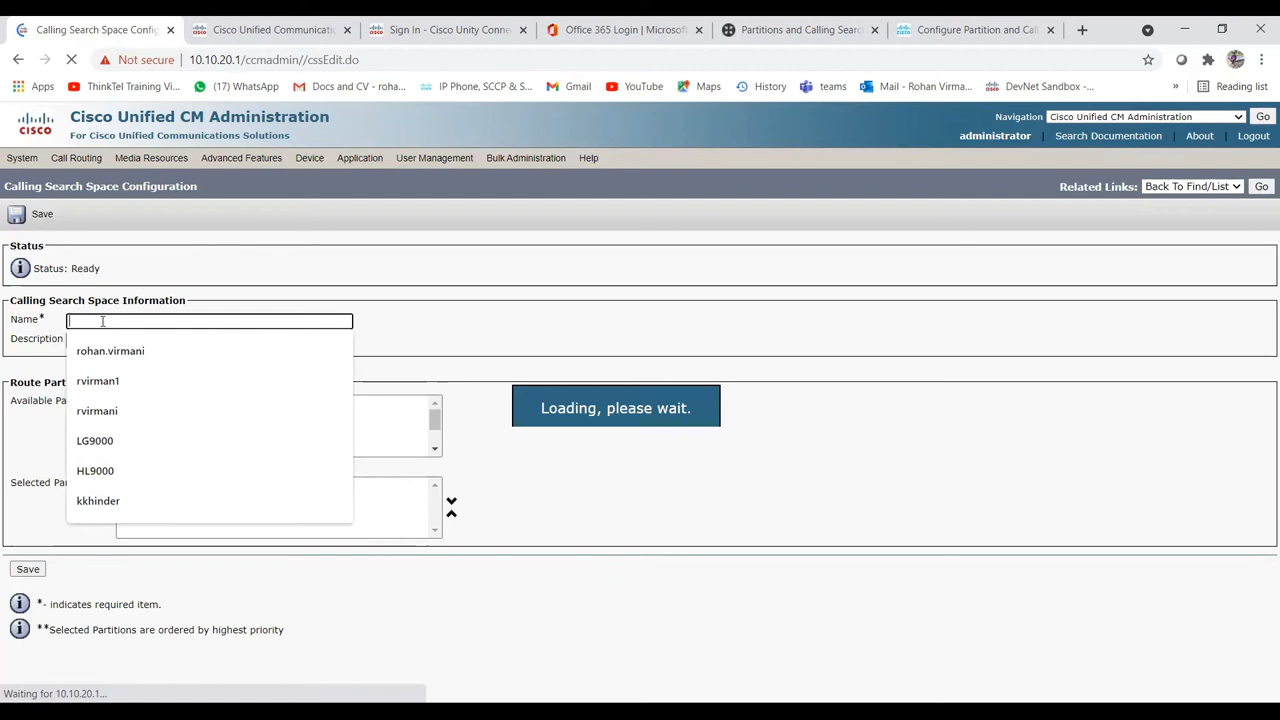 Calling Search Space Config
Cisco Unified Communicatio
Sign In - Cisco Unity Conne
Office 365 Login | Microsoft
Partitions and Calling Searc
Configure Partition and Call
Not secure 10.10.20.1/ccmadmin//cssEdit.do
Apps ThinkTel Training Vi... (17) WhatsApp Docs and CV - roha... IP Phone, SCCP & S... Gmail YouTube Maps History teams Mail - Rohan Virma... DevNet Sandbox -... » Reading list
CISCO
Cisco Unified CM Administration
For Cisco Unified Communications Solutions
Navigation Cisco Unified CM Administration Go
administrator Search Documentation About Logout
System Call Routing Media Resources Advanced Features Device Application User Management Bulk Administration Help
Calling Search Space Configuration
Related Links: Back To Find/List Go
Save
Status
Status: Ready
Calling Search Space Information
Name*
Description
rohan.virmani
rvirman1
rvirmani
LG9000
HL9000
kkhinder
Route Part
Available Pa
Selected Par
Loading, please wait.
Save
*- indicates required item.
**Selected Partitions are ordered by highest priority
Waiting for 10.10.20.1...